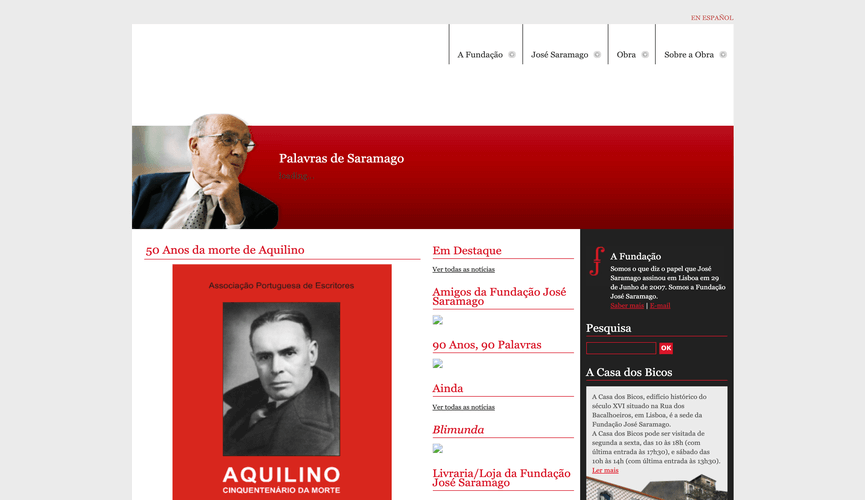 EN ESPAÑOL
A Fundação
José Saramago
Obra
Sobre a Obra
Palavras de Saramago
50 Anos da morte de Aquilino
Associação Portuguesa de Escritores
AQUILINO
CINQUENTENÁRIO DA MORTE
Em Destaque
Ver todas as notícias
Amigos da Fundação José
Saramago
90 Anos, 90 Palavras
Ainda
Ver todas as notícias
Blimunda
Livraria/Loja da Fundação
José Saramago
A Fundação
Somos o que diz o papel que José
Saramago assinou em Lisboa em 29
de Junho de 2007. Somos a Fundação
José Saramago.
Saber mais | E-mail
Pesquisa
OK
A Casa dos Bicos
A Casa dos Bicos, edifício histórico do
século XVI situado na Rua dos
Bacalhoeiros, em Lisboa, é a sede da
Fundação José Saramago.
A Casa dos Bicos pode ser visitada de
segunda a sexta, das 10 às 18h (com
última entrada às 17h30), e sábado das
10h às 14h (com última entrada às 13h30).
Ler mais